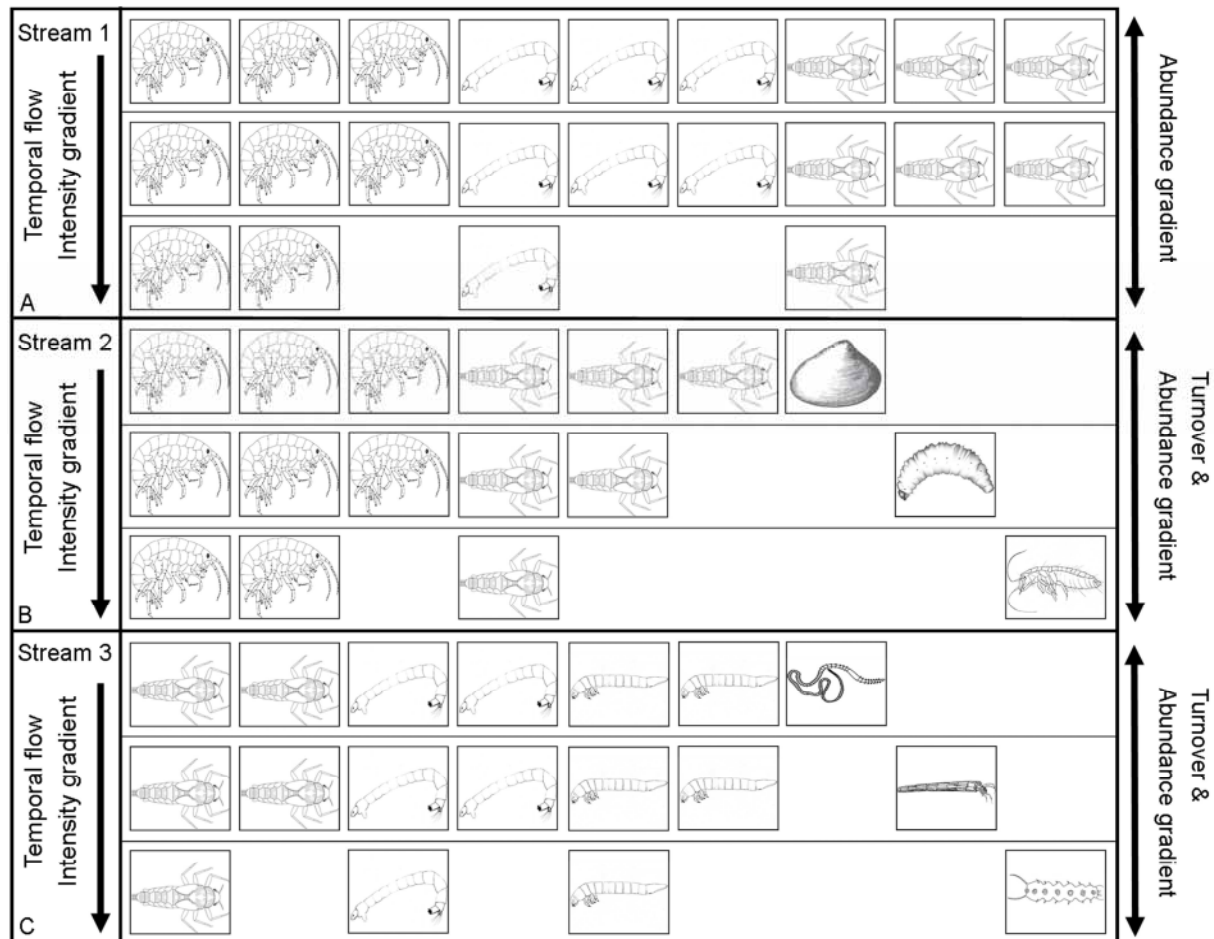 Stream 1
Temporal flow
Intensity gradient
A
Abundance gradient
Stream 2
Temporal flow
Intensity gradient
B
Turnover &
Abundance gradient
Stream 3
Temporal flow
Intensity gradient
C
Turnover &
Abundance gradient